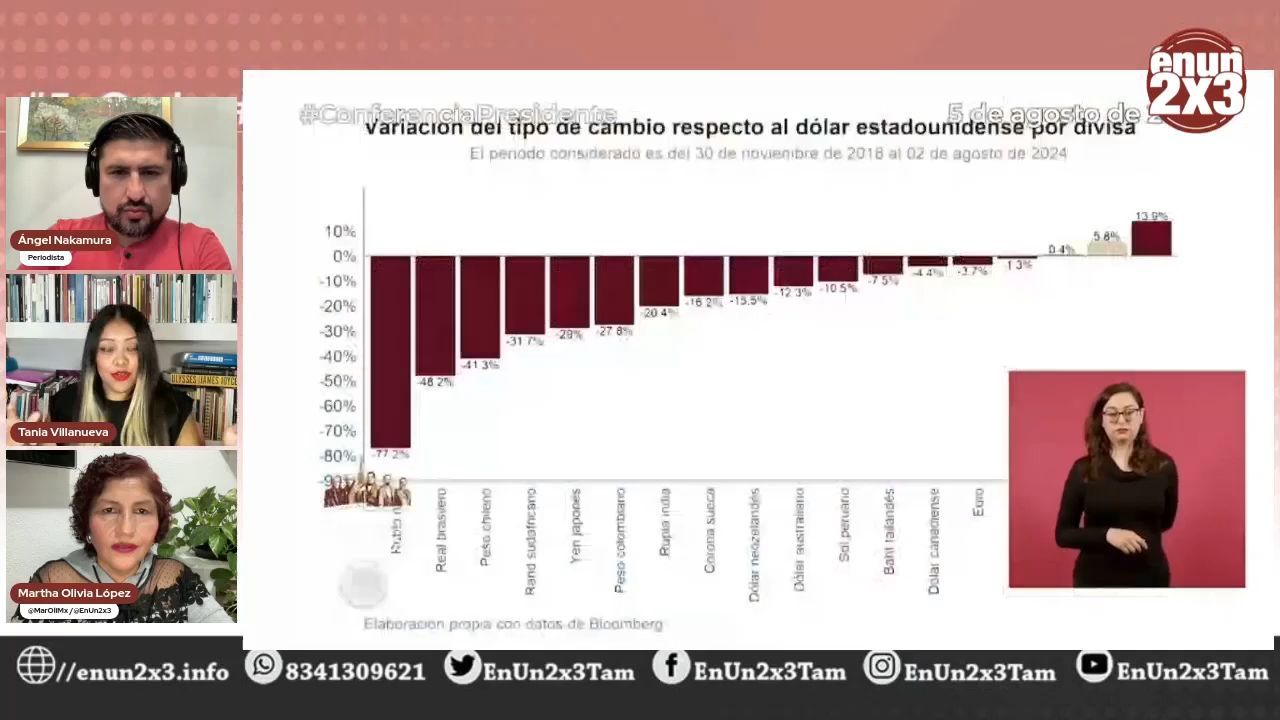 énun
2x3
#ConferenciaPresidente
5 de agosto de 2
Variación del tipo de cambio respecto al dólar estadounidense por divisa
El periodo considerado es del 30 de noviembre de 2018 al 02 de agosto de 2024
10%
0%
-10%
-20%
-30%
-40%
-50%
-60%
-70%
-80%
-77.2%
-48.2%
-41.3%
-31.7%
-29%
-27.8%
-20.4%
-16.2%
-15.5%
-12.3%
-10.5%
-7.5%
-4.4%
-3.7%
1.3%
0.4%
5.8%
13.9%
Real brasilero
Peso chileno
Rand sudafricano
Yen japonés
Peso colombiano
Rupia india
Corona sueca
Dólar neozelandés
Dólar australiano
Sol peruano
Baht tailandés
Dólar canadiense
Euro
Elaboración propia con datos de Bloomberg
Ángel Nakamura
Periodista
ULYSSES JAMES JOYCE
Tania Villanueva
Martha Olivia López
@MarOliMx / @EnUn2x3
//enun2x3.info
8341309621
EnUn2x3Tam
EnUn2x3Tam
EnUn2x3Tam
EnUn2x3Tam